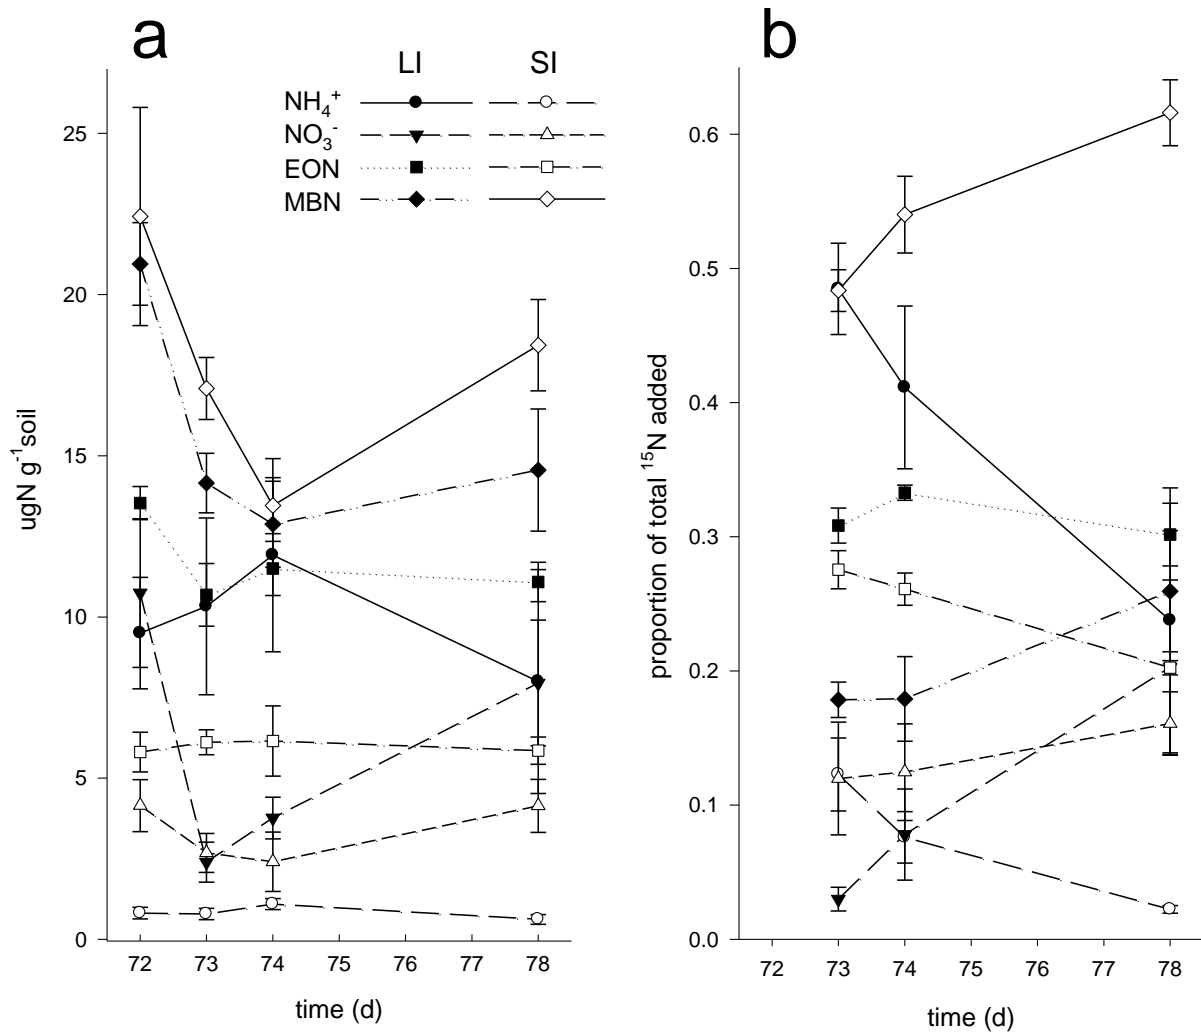 a
LI SI
NH₄⁺
NO₃⁻
EON
MBN
ugN g⁻¹soil
25
20
15
10
5
0
72 73 74 75 76 77 78
time (d)
b
proportion of total ¹⁵N added
0.6
0.5
0.4
0.3
0.2
0.1
0.0
72 73 74 75 76 77 78
time (d)